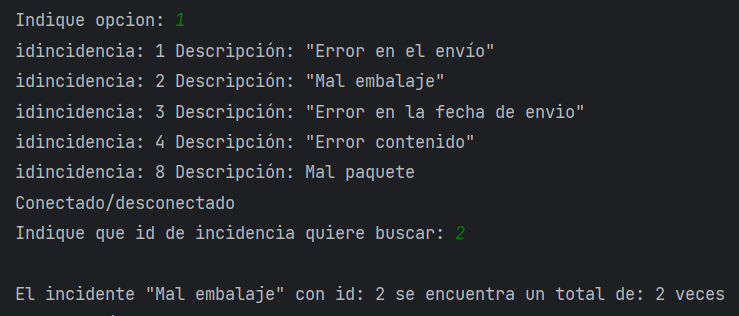 Indique opcion: 1
idincidencia: 1 Descripción: "Error en el envío"
idincidencia: 2 Descripción: "Mal embalaje"
idincidencia: 3 Descripción: "Error en la fecha de envio"
idincidencia: 4 Descripción: "Error contenido"
idincidencia: 8 Descripción: Mal paquete
Conectado/desconectado
Indique que id de incidencia quiere buscar: 2
El incidente "Mal embalaje" con id: 2 se encuentra un total de: 2 veces